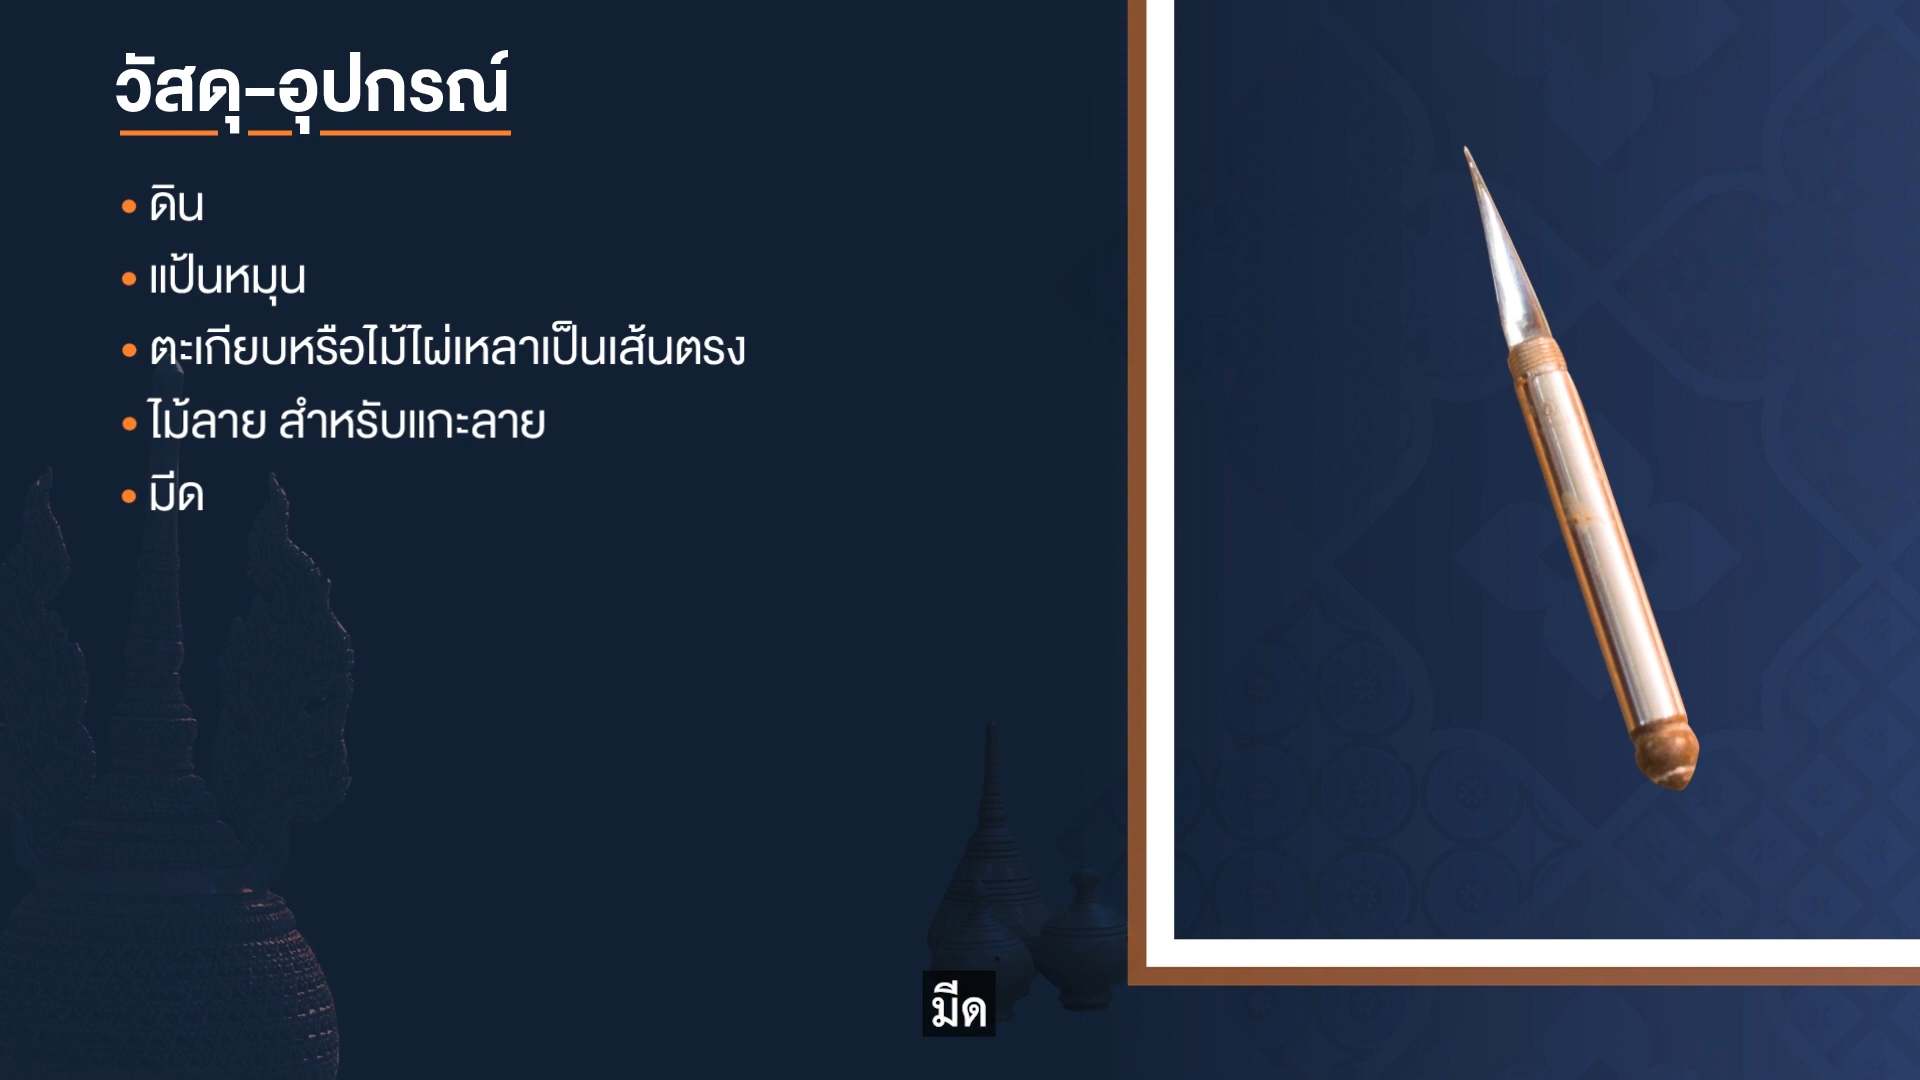 วัสดุ-อุปกรณ์
• ดิน
• แป้นหมุน
• ตะเกียบหรือไม้ไผ่เหลาเป็นเส้นตรง
• ไม้ลาย สำหรับแกะลาย
• มีด
มีด